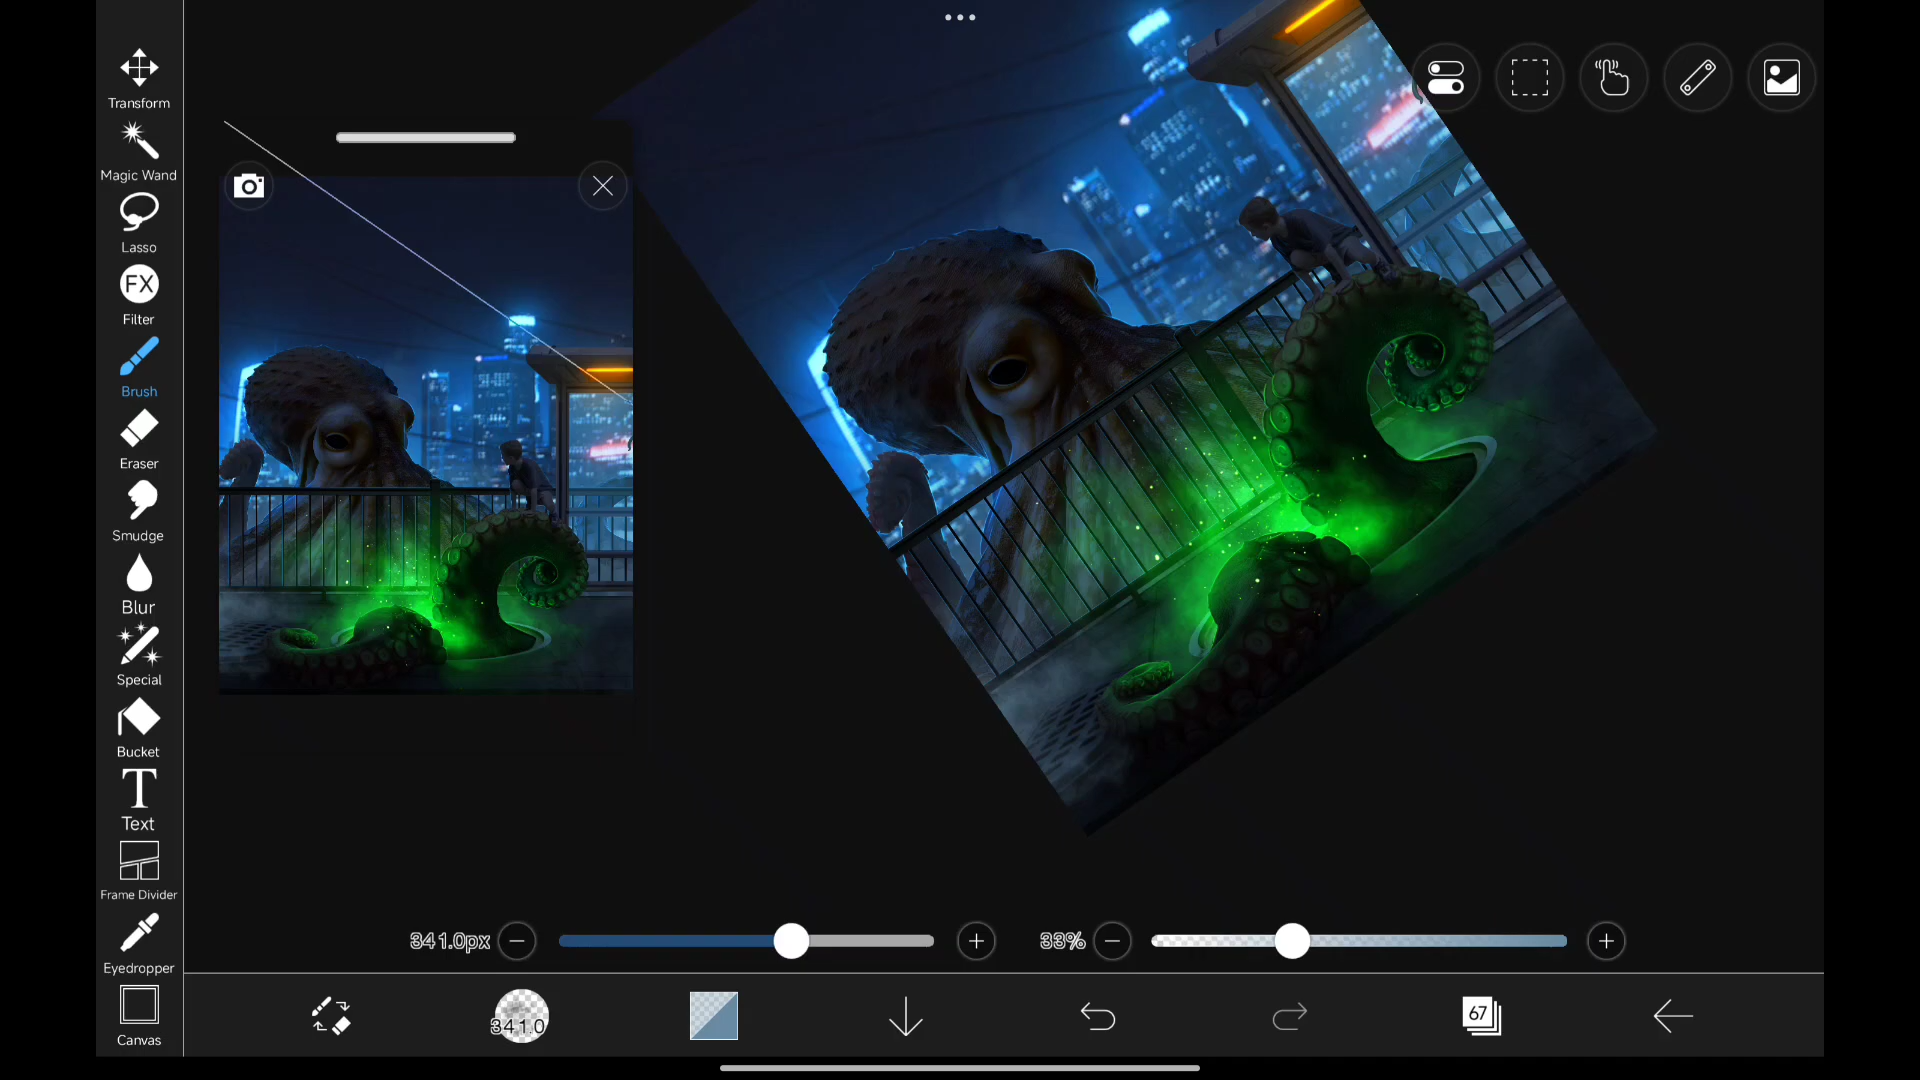 Transform
Magic Wand
Lasso
FX
Filter
Brush
Eraser
Smudge
Blur
Special
Bucket
T
Text
Frame Divider
Eyedropper
Canvas
341.0px
33%
341.0
67